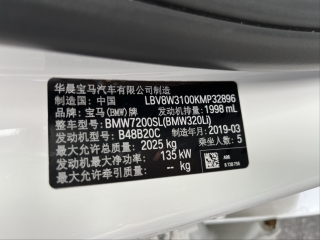 华晨宝马汽车有限公司制造
制造国：中国 LBV8W3100KMP32896
品牌：宝马(BMW)牌 发动机排量：1998 mL
整车型号：BMW7200SL(BMW320Li)
发动机型号：B48B20C 制造年月：2019-03
最大允许总质量：2025 kg 乘坐人数：5
发动机最大净功率：135 kW
最大允许牵引质量：-- kg